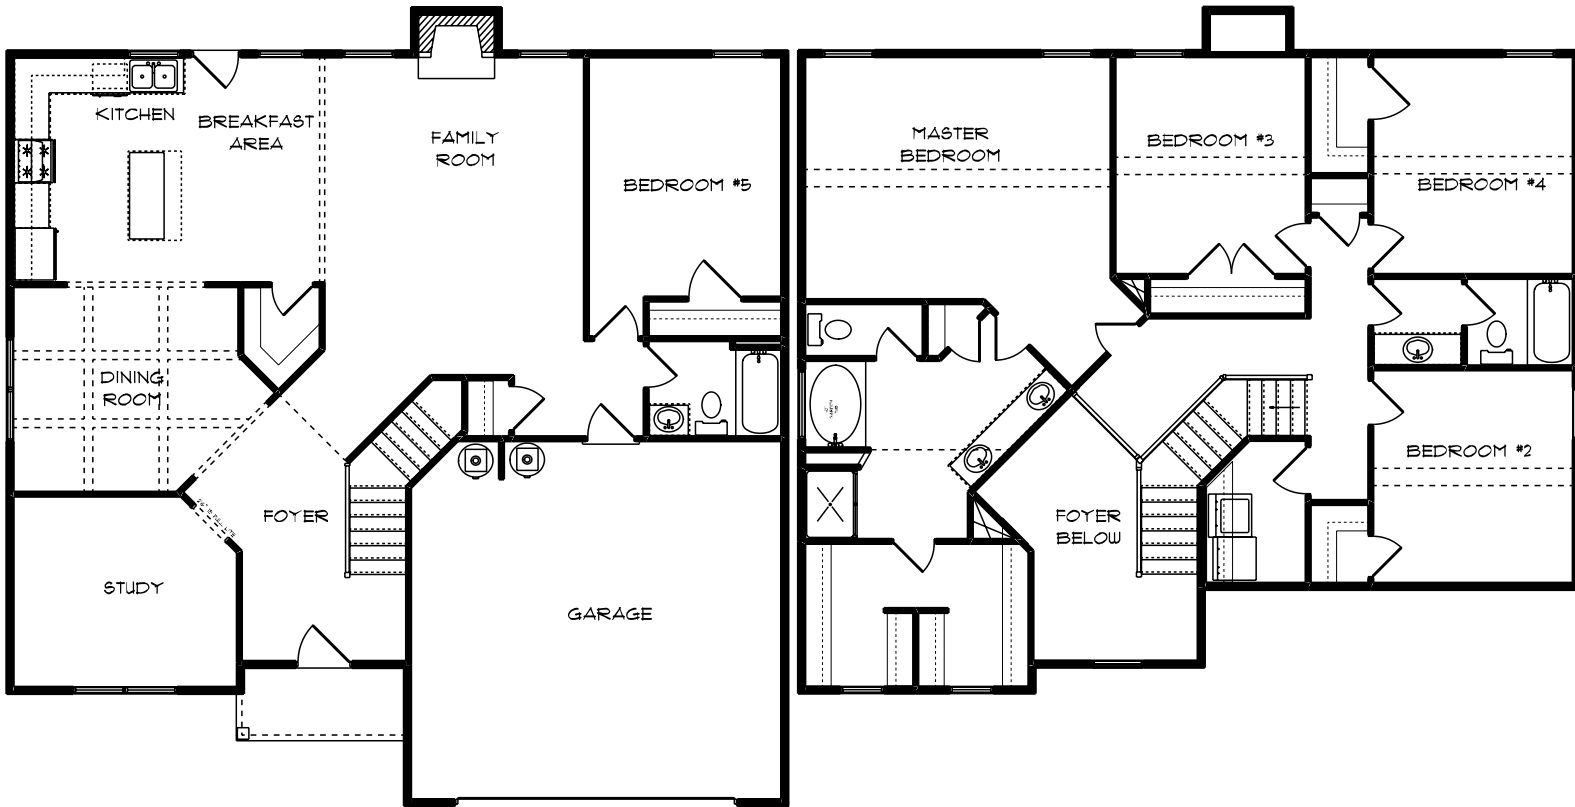 KITCHEN
BREAKFAST
AREA
FAMILY
ROOM
BEDROOM #5
DINING
ROOM
FOYER
STUDY
GARAGE
MASTER
BEDROOM
BEDROOM #3
BEDROOM #4
BEDROOM #2
FOYER
BELOW